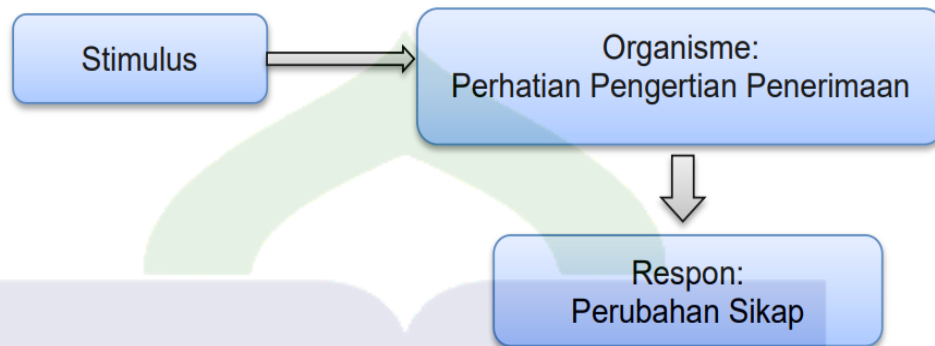 Stimulus
Organisme:
Perhatian Pengertian Penerimaan
Respon:
Perubahan Sikap